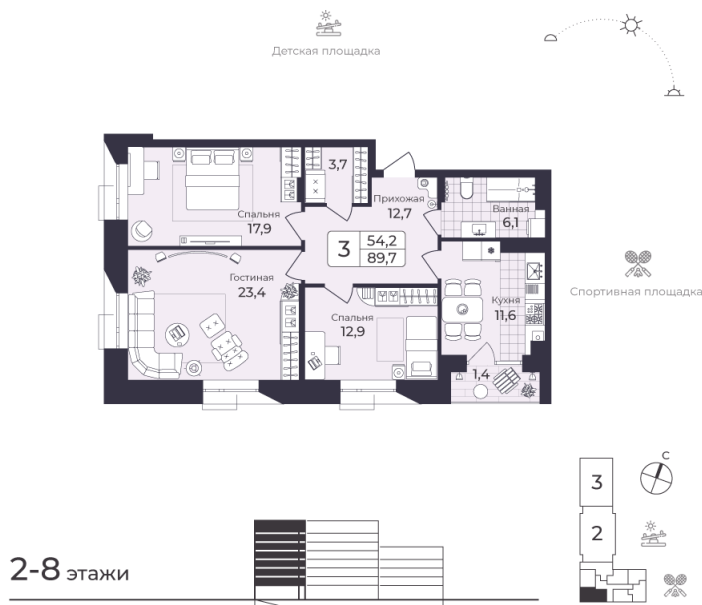 Детская площадка
3,7
Прихожая
12,7
Ванная
6,1
Спальня
17,9
3
54,2
89,7
Гостиная
23,4
Спортивная площадка
Кухня
11,6
Спальня
12,9
1,4
С
3
2
2-8 этажи